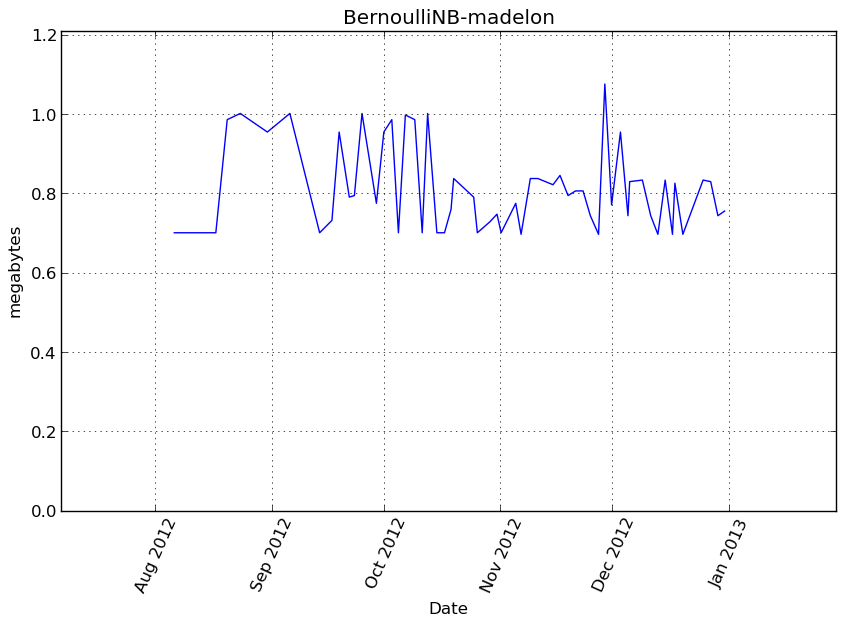 BernoulliNB-madelon
1.2
1.0
0.8
0.6
0.4
0.2
0.0
megabytes
Aug 2012
Sep 2012
Oct 2012
Nov 2012
Dec 2012
Jan 2013
Date